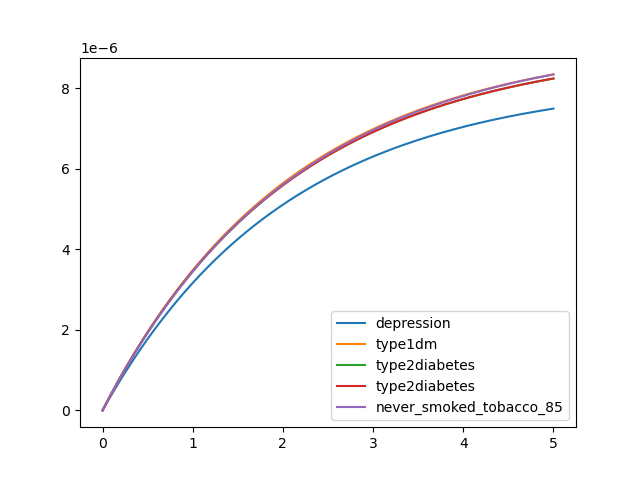 1e−6
8
6
4
2
0
0 1 2 3 4 5
depression
type1dm
type2diabetes
type2diabetes
never_smoked_tobacco_85